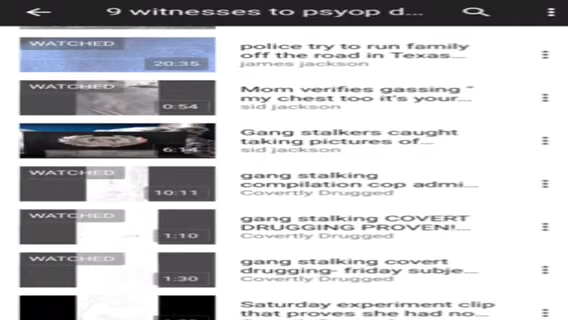 9 witnesses to psyop d...
WATCHED
20:35
police try to run family
off the road in Texas...
james jackson
WATCHED
0:54
Mom verifies gassing "
my chest too it's your...
sid jackson
6:14
Gang stalkers caught
taking pictures of...
sid jackson
WATCHED
10:11
gang stalking
compilation cop admi...
Covertly Drugged
WATCHED
1:10
gang stalking COVERT
DRUGGING PROVEN!...
Covertly Drugged
WATCHED
1:30
gang stalking covert
drugging- friday subje...
Covertly Drugged
Saturday experiment clip
that proves she had no...